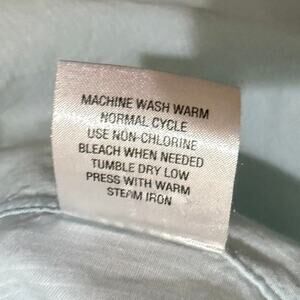 MACHINE WASH WARM
NORMAL CYCLE
USE NON-CHLORINE
BLEACH WHEN NEEDED
TUMBLE DRY LOW
PRESS WITH WARM
STEAM IRON